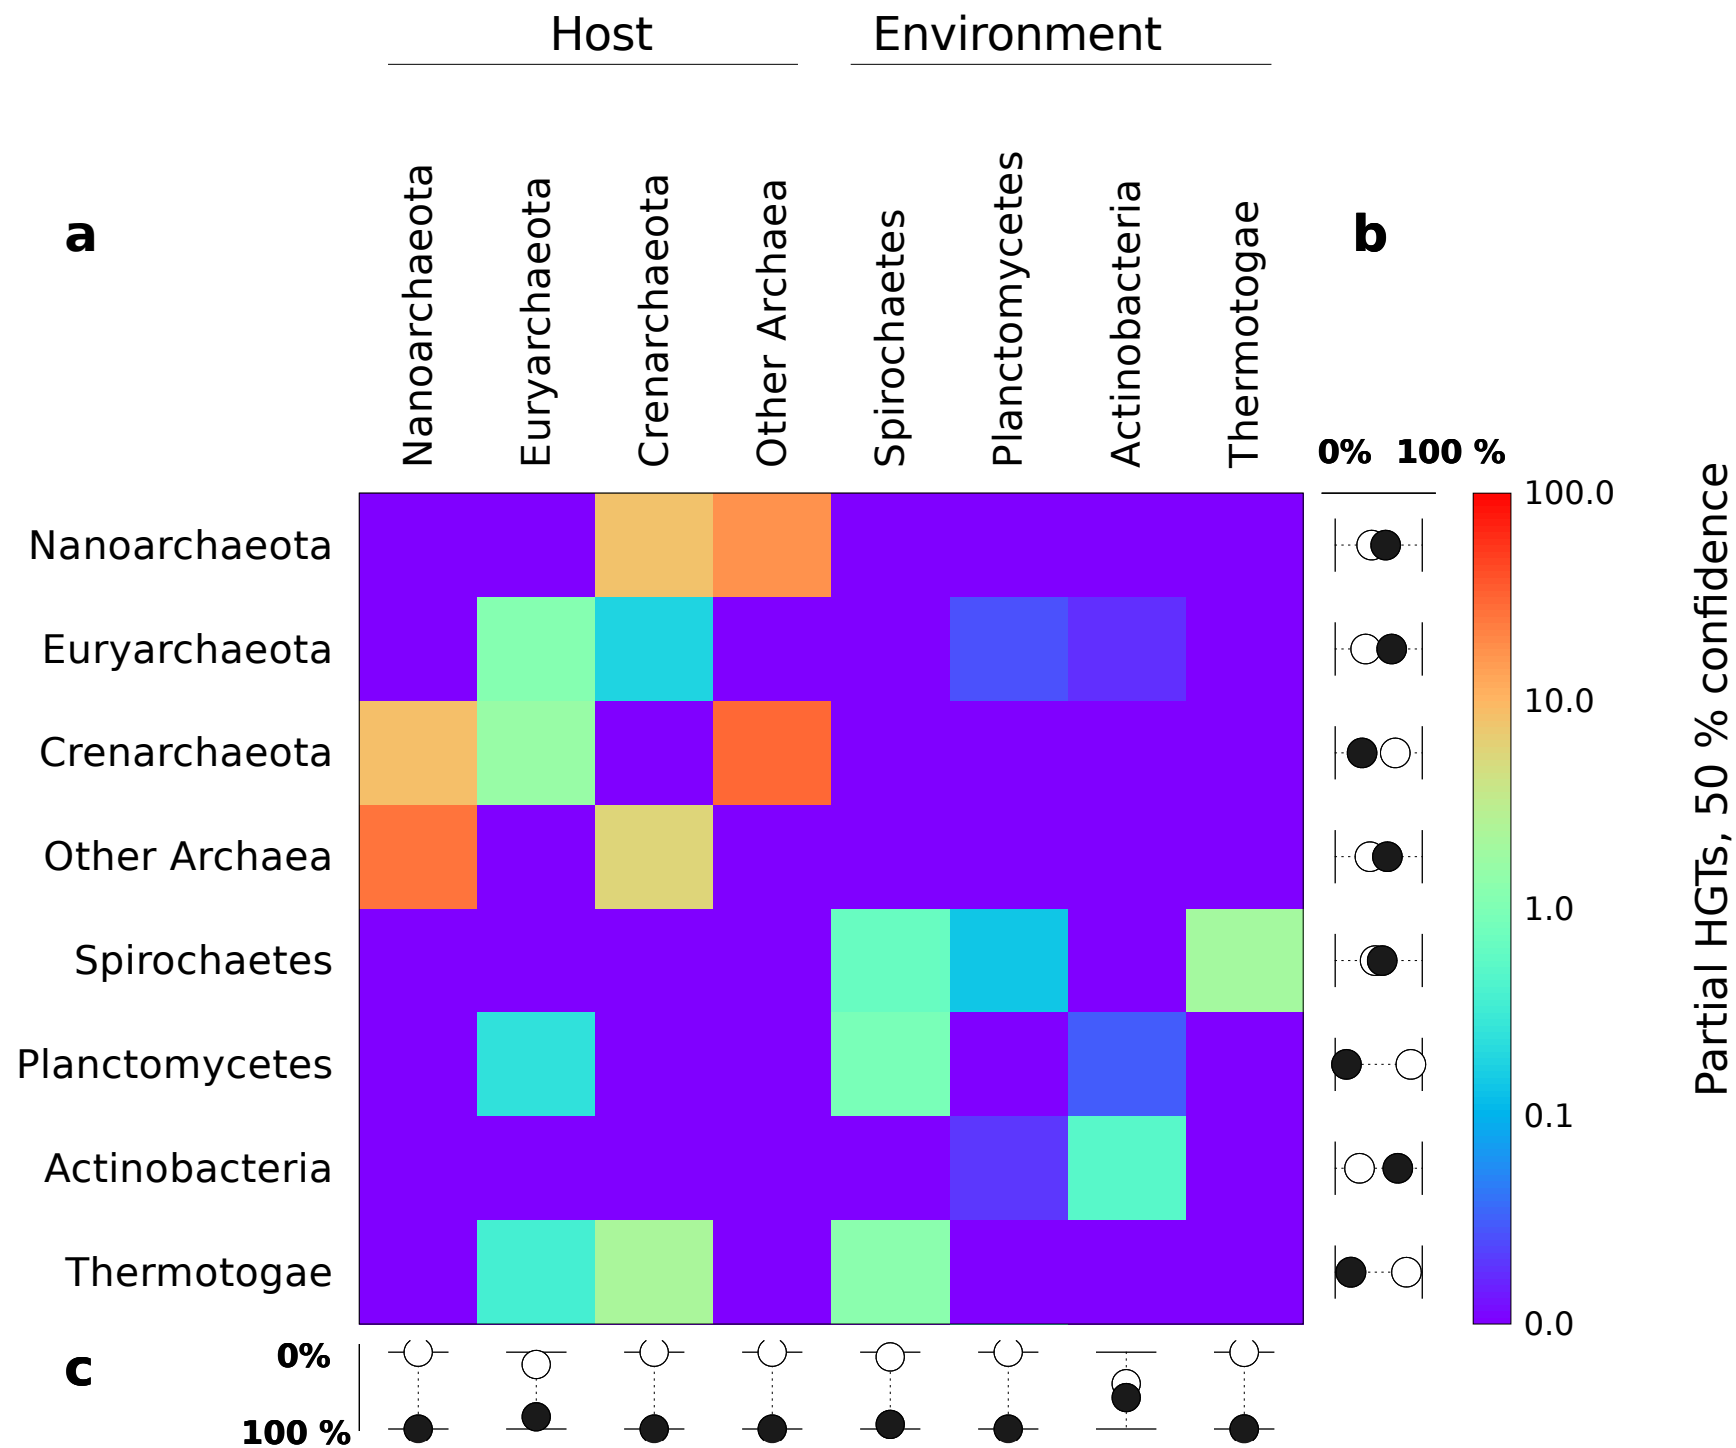 Host
Environment
a
b
Nanoarchaeota
Euryarchaeota
Crenarchaeota
Other Archaea
Spirochaetes
Planctomycetes
Actinobacteria
Thermotogae
0% 100 %
Nanoarchaeota
Euryarchaeota
Crenarchaeota
Other Archaea
Spirochaetes
Planctomycetes
Actinobacteria
Thermotogae
100.0
10.0
1.0
0.1
0.0
Partial HGTs, 50 % confidence
c
0%
100 %